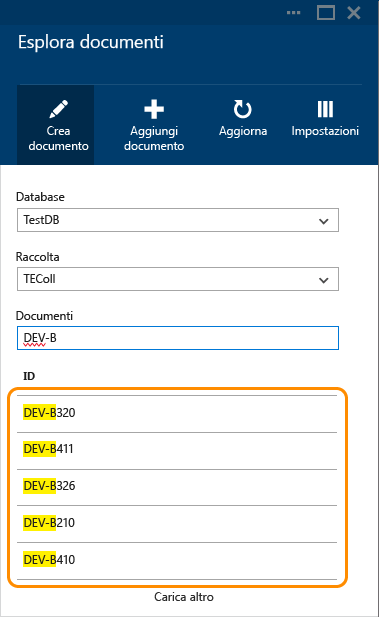 Esplora documenti
Crea documento
Aggiungi documento
Aggiorna
Impostazioni
Database
TestDB
Raccolta
TEColl
Documenti
DEV-B
ID
DEV-B320
DEV-B411
DEV-B326
DEV-B210
DEV-B410
Carica altro